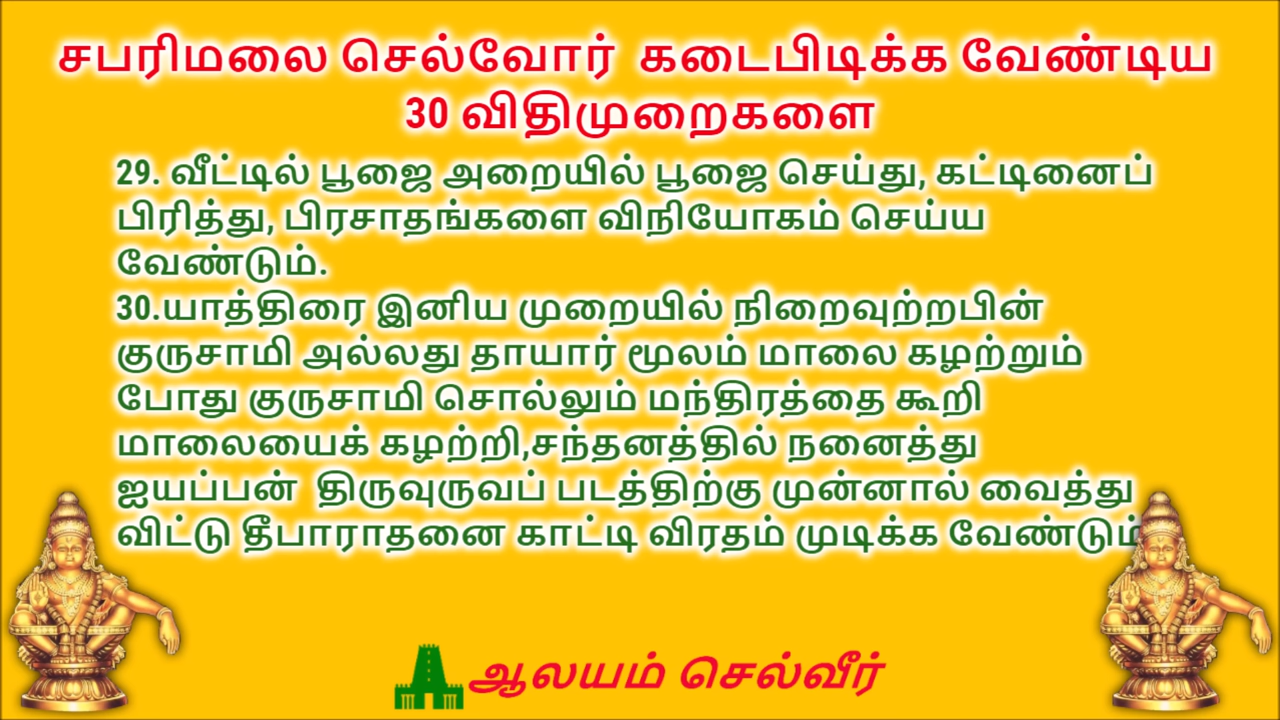 சபரிமலை செல்வோர் கடைபிடிக்க வேண்டிய
30 விதிமுறைகளை
29. வீட்டில் பூஜை அறையில் பூஜை செய்து, கட்டினைப்
பிரித்து, பிரசாதங்களை விநியோகம் செய்ய
வேண்டும்.
30.யாத்திரை இனிய முறையில் நிறைவுற்றபின்
குருசாமி அல்லது தாயார் மூலம் மாலை கழற்றும்
போது குருசாமி சொல்லும் மந்திரத்தை கூறி
மாலையைக் கழற்றி,சந்தனத்தில் நனைத்து
ஐயப்பன் திருவுருவப் படத்திற்கு முன்னால் வைத்து
விட்டு தீபாராதனை காட்டி விரதம் முடிக்க வேண்டும்
ஆலயம் செல்வீர்